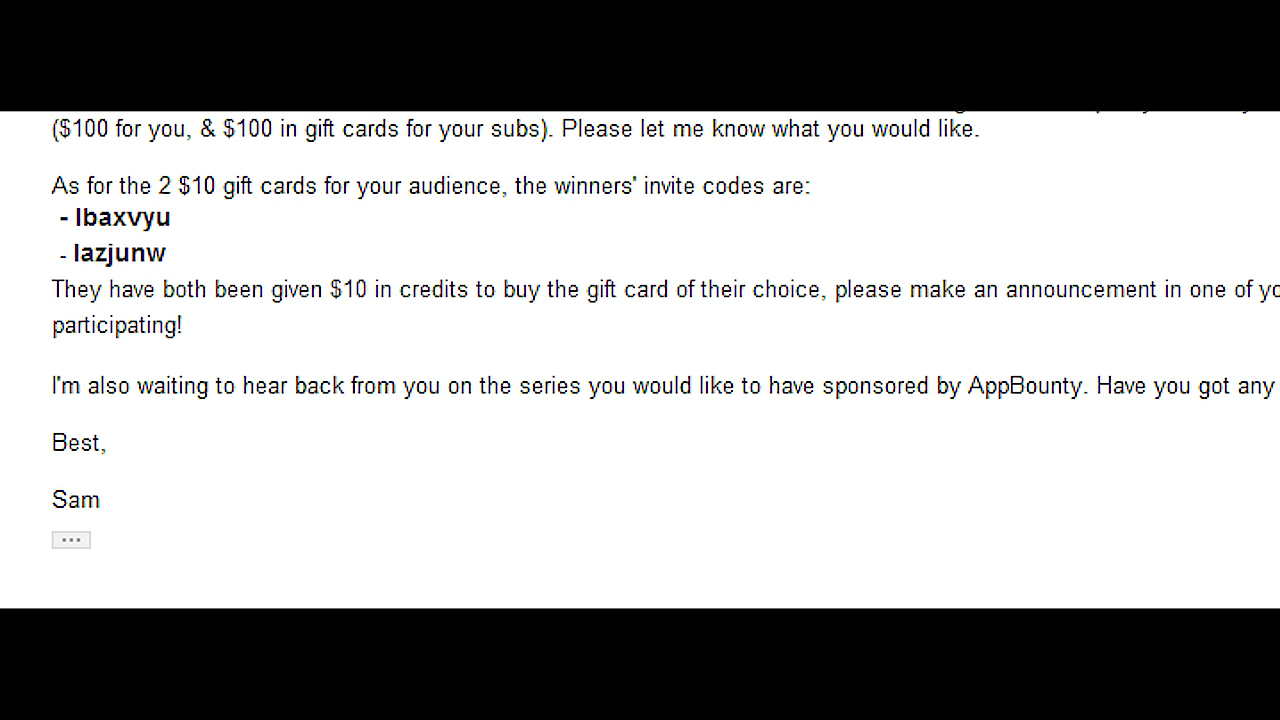 ($100 for you, & $100 in gift cards for your subs). Please let me know what you would like.
As for the 2 $10 gift cards for your audience, the winners' invite codes are:
- lbaxvyu
- lazjunw
They have both been given $10 in credits to buy the gift card of their choice, please make an announcement in one of yo
participating!
I'm also waiting to hear back from you on the series you would like to have sponsored by AppBounty. Have you got any
Best,
Sam